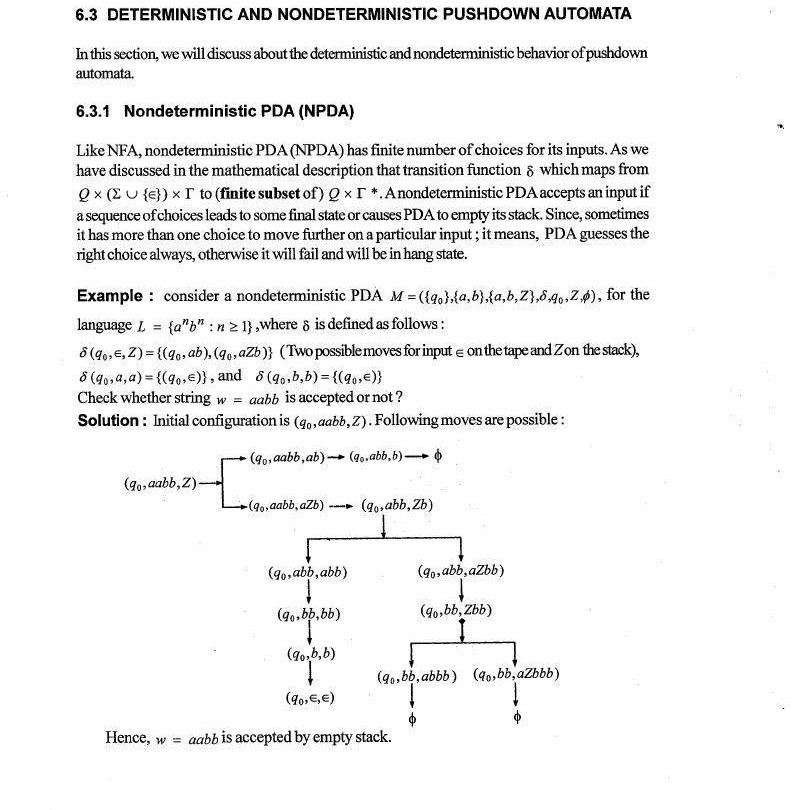 6.3 DETERMINISTIC AND NONDETERMINISTIC PUSHDOWN AUTOMATA
In this section, we will discuss about the deterministic and nondeterministic behavior of pushdown
automata.
6.3.1 Nondeterministic PDA (NPDA)
Like NFA, nondeterministic PDA (NPDA) has finite number of choices for its inputs. As we
have discussed in the mathematical description that transition function δ which maps from
Q × (Σ ∪ {∈}) × Γ to (finite subset of) Q × Γ *. A nondeterministic PDA accepts an input if
a sequence of choices leads to some final state or causes PDA to empty its stack. Since, sometimes
it has more than one choice to move further on a particular input ; it means, PDA guesses the
right choice always, otherwise it will fail and will be in hang state.
Example : consider a nondeterministic PDA M = ({q₀},{a,b},{a,b,Z},δ,q₀,Z,ϕ), for the
language L = {aⁿbⁿ : n ≥ 1} ,where δ is defined as follows :
δ (q₀,∈,Z) = {(q₀,ab),(q₀,aZb)} (Two possible moves for input ∈ on the tape and Z on the stack),
δ (q₀,a,a) = {(q₀,∈)} , and δ (q₀,b,b) = {(q₀,∈)}
Check whether string w = aabb is accepted or not ?
Solution : Initial configuration is (q₀,aabb,Z). Following moves are possible :
(q₀,aabb,ab) → (q₀,abb,b) → ϕ
(q₀,aabb,Z) →
(q₀,aabb,aZb) → (q₀,abb,Zb)
(q₀,abb,abb) (q₀,abb,aZbb)
(q₀,bb,bb) (q₀,bb,Zbb)
(q₀,b,b)
(q₀,bb,abbb) (q₀,bb,aZbbb)
(q₀,∈,∈)
ϕ ϕ
Hence, w = aabb is accepted by empty stack.